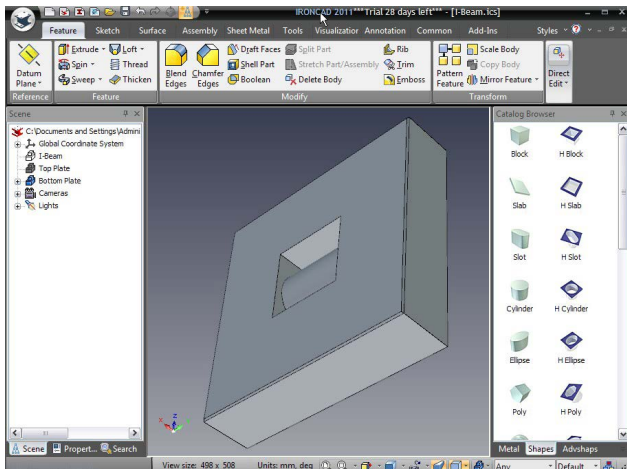 IRONCAD 2011***Trial 28 days left*** - [I-Beam.ics]
Feature Sketch Surface Assembly Sheet Metal Tools Visualization Annotation Common Add-Ins Styles
Datum Plane
Extrude Loft
Spin Thread
Sweep Thicken
Blend Edges
Chamfer Edges
Draft Faces Split Part Rib
Shell Part Stretch Part/Assembly Trim
Boolean Delete Body Emboss
Pattern Feature
Scale Body
Copy Body
Mirror Feature
Direct Edit
Reference Feature Modify Transform
Scene
C:\Documents and Settings\Admini
Global Coordinate System
I-Beam
Top Plate
Bottom Plate
Cameras
Lights
Z
Catalog Browser
Block H Block
Slab H Slab
Slot H Slot
Cylinder H Cylinder
Ellipse H Ellipse
Poly H Poly
Scene Propert... Search
Metal Shapes Advshaps
View size: 498 x 508 Units: mm, deg Any Default